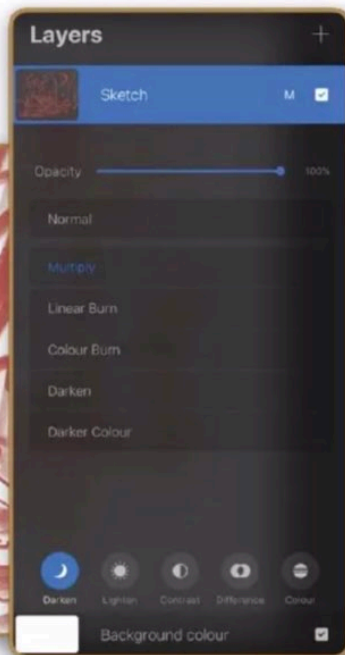 Layers +
Sketch M
Opacity 100%
Normal
Multiply
Linear Burn
Colour Burn
Darken
Darker Colour
Darken Lighten Contrast Difference Colour
Background colour